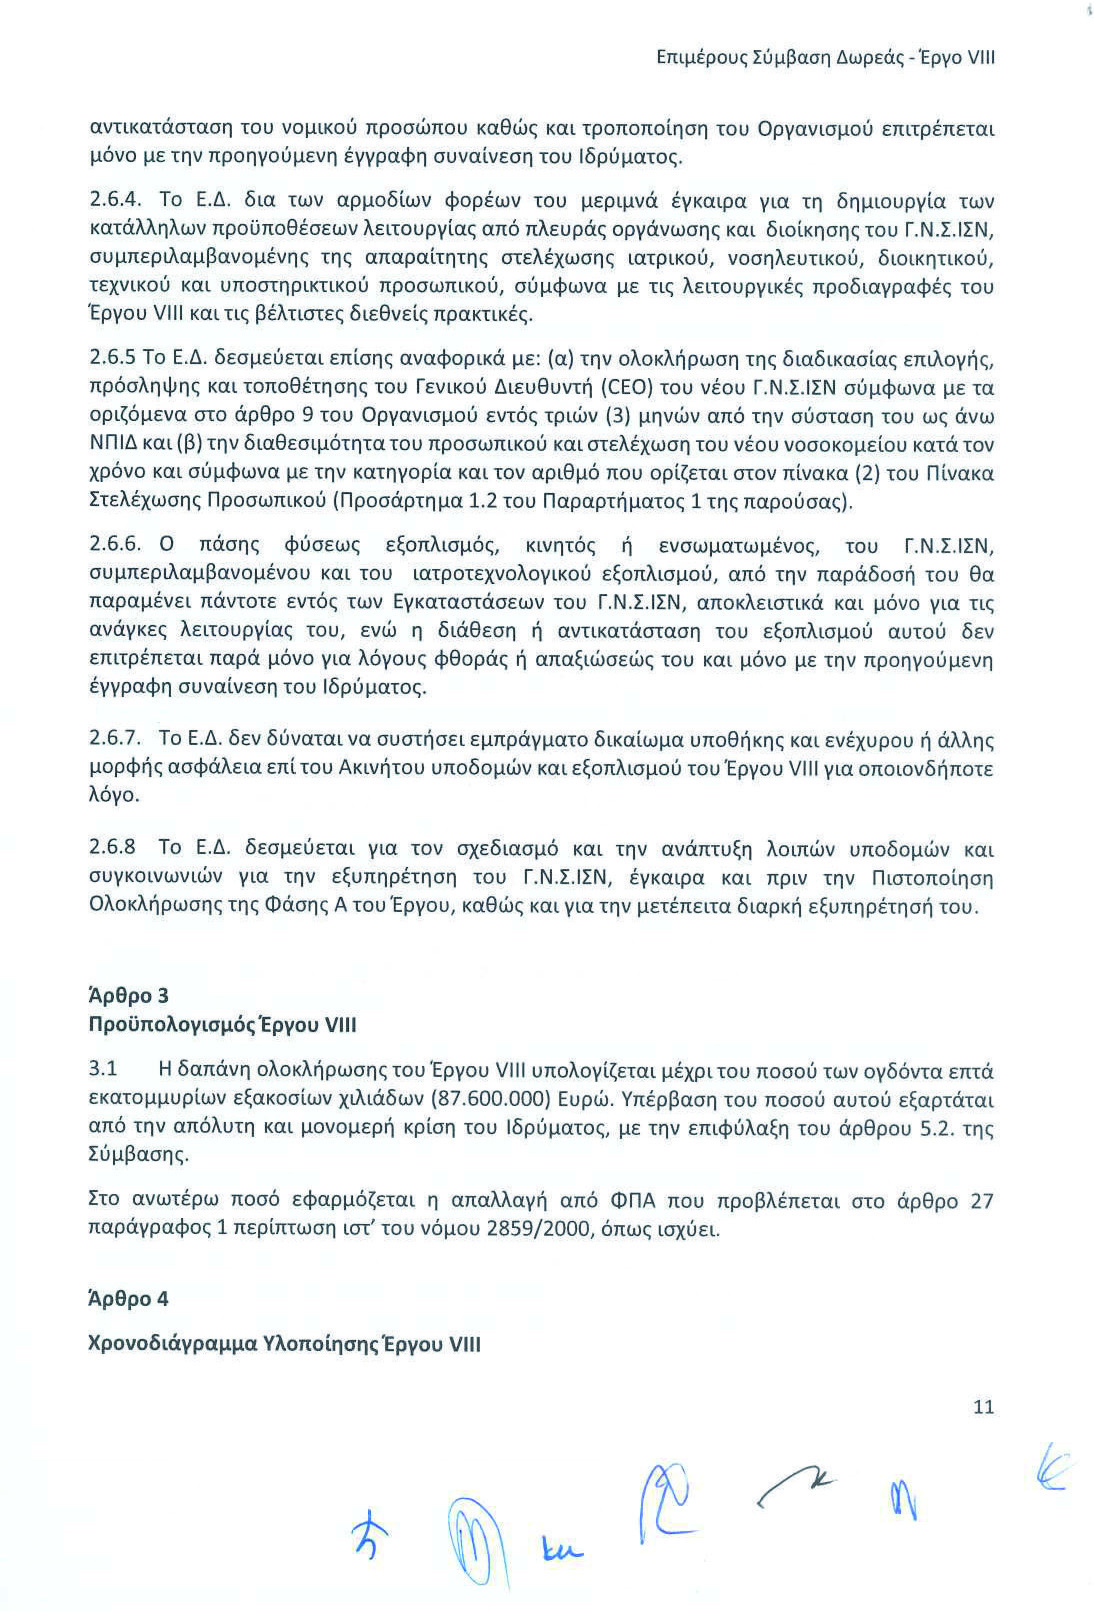 Επιμέρους Σύμβαση Δωρεάς - Έργο VIII
αντικατάσταση του νομικού προσώπου καθώς και τροποποίηση του Οργανισμού επιτρέπεται
μόνο με την προηγούμενη έγγραφη συναίνεση του Ιδρύματος.
2.6.4. Το Ε.Δ. δια των αρμοδίων φορέων του μεριμνά έγκαιρα για τη δημιουργία των
κατάλληλων προϋποθέσεων λειτουργίας από πλευράς οργάνωσης και διοίκησης του Γ.Ν.Σ.ΙΣΝ,
συμπεριλαμβανομένης της απαραίτητης στελέχωσης ιατρικού, νοσηλευτικού, διοικητικού,
τεχνικού και υποστηρικτικού προσωπικού, σύμφωνα με τις λειτουργικές προδιαγραφές του
Έργου VIII και τις βέλτιστες διεθνείς πρακτικές.
2.6.5 Το Ε.Δ. δεσμεύεται επίσης αναφορικά με: (α) την ολοκλήρωση της διαδικασίας επιλογής,
πρόσληψης και τοποθέτησης του Γενικού Διευθυντή (CEO) του νέου Γ.Ν.Σ.ΙΣΝ σύμφωνα με τα
οριζόμενα στο άρθρο 9 του Οργανισμού εντός τριών (3) μηνών από την σύσταση του ως άνω
ΝΠΙΔ και (β) την διαθεσιμότητα του προσωπικού και στελέχωση του νέου νοσοκομείου κατά τον
χρόνο και σύμφωνα με την κατηγορία και τον αριθμό που ορίζεται στον πίνακα (2) του Πίνακα
Στελέχωσης Προσωπικού (Προσάρτημα 1.2 του Παραρτήματος 1 της παρούσας).
2.6.6. Ο πάσης φύσεως εξοπλισμός, κινητός ή ενσωματωμένος, του Γ.Ν.Σ.ΙΣΝ,
συμπεριλαμβανομένου και του ιατροτεχνολογικού εξοπλισμού, από την παράδοσή του θα
παραμένει πάντοτε εντός των Εγκαταστάσεων του Γ.Ν.Σ.ΙΣΝ, αποκλειστικά και μόνο για τις
ανάγκες λειτουργίας του, ενώ η διάθεση ή αντικατάσταση του εξοπλισμού αυτού δεν
επιτρέπεται παρά μόνο για λόγους φθοράς ή απαξιώσεώς του και μόνο με την προηγούμενη
έγγραφη συναίνεση του Ιδρύματος.
2.6.7. Το Ε.Δ. δεν δύναται να συστήσει εμπράγματο δικαίωμα υποθήκης και ενέχυρου ή άλλης
μορφής ασφάλεια επί του Ακινήτου υποδομών και εξοπλισμού του Έργου VIII για οποιονδήποτε
λόγο.
2.6.8 Το Ε.Δ. δεσμεύεται για τον σχεδιασμό και την ανάπτυξη λοιπών υποδομών και
συγκοινωνιών για την εξυπηρέτηση του Γ.Ν.Σ.ΙΣΝ, έγκαιρα και πριν την Πιστοποίηση
Ολοκλήρωσης της Φάσης Α του Έργου, καθώς και για την μετέπειτα διαρκή εξυπηρέτησή του.
Άρθρο 3
Προϋπολογισμός Έργου VIII
3.1 Η δαπάνη ολοκλήρωσης του Έργου VIII υπολογίζεται μέχρι του ποσού των ογδόντα επτά
εκατομμυρίων εξακοσίων χιλιάδων (87.600.000) Ευρώ. Υπέρβαση του ποσού αυτού εξαρτάται
από την απόλυτη και μονομερή κρίση του Ιδρύματος, με την επιφύλαξη του άρθρου 5.2. της
Σύμβασης.
Στο ανωτέρω ποσό εφαρμόζεται η απαλλαγή από ΦΠΑ που προβλέπεται στο άρθρο 27
παράγραφος 1 περίπτωση ιστ’ του νόμου 2859/2000, όπως ισχύει.
Άρθρο 4
Χρονοδιάγραμμα Υλοποίησης Έργου VIII
11